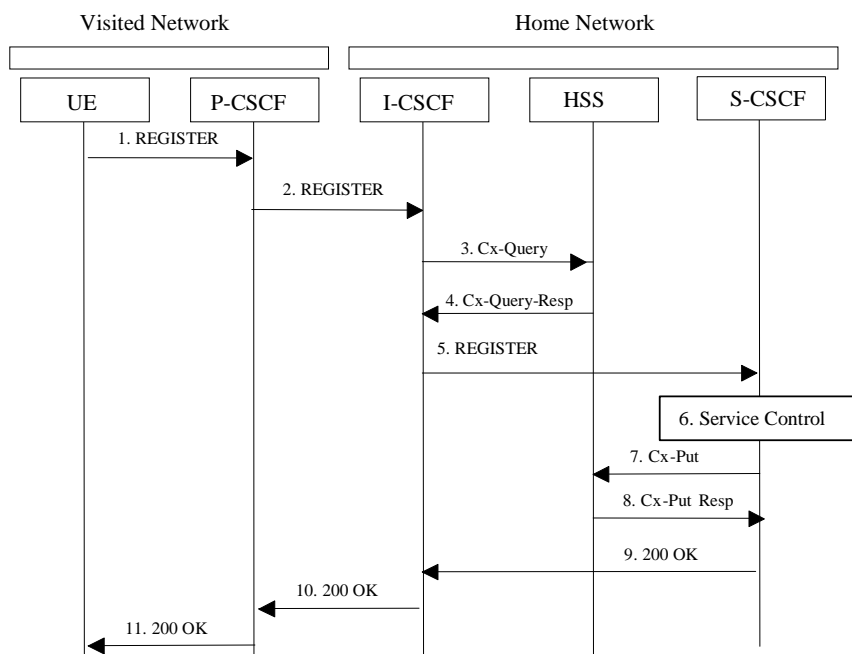 Visited Network
Home Network
UE
P-CSCF
I-CSCF
HSS
S-CSCF
1. REGISTER
2. REGISTER
3. Cx-Query
4. Cx-Query-Resp
5. REGISTER
6. Service Control
7. Cx-Put
8. Cx-Put Resp
9. 200 OK
10. 200 OK
11. 200 OK